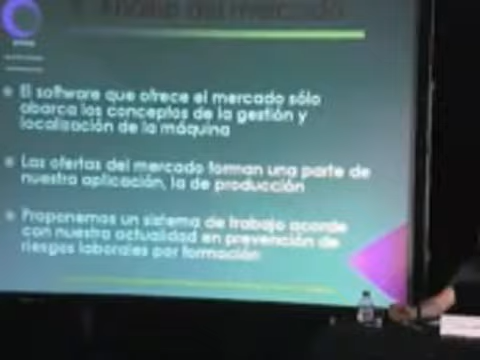 del mercado
El software que ofrece el mercado sólo
abarca los conceptos de la gestión y
localización de la máquina
Las ofertas del mercado forman una parte de
nuestra aplicación, la de producción
Proponemos un sistema de trabajo acorde
con nuestra actualidad en prevención de
riesgos laborales por formación